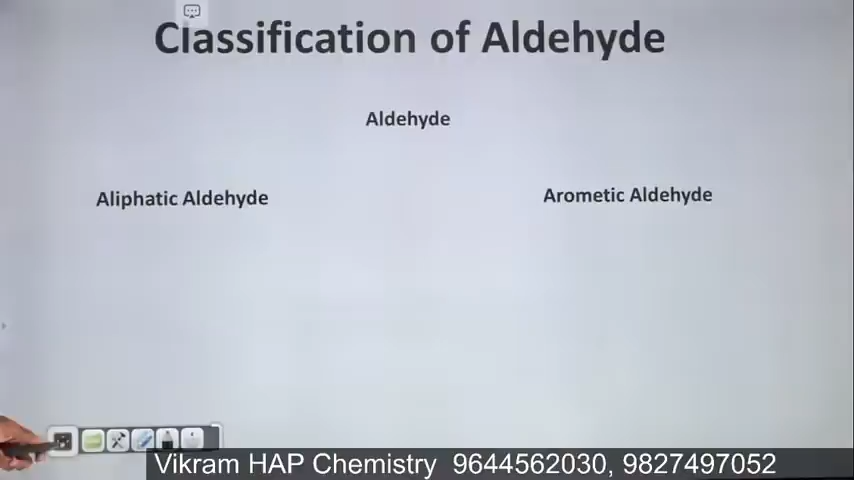 Classification of Aldehyde
Aldehyde
Aliphatic Aldehyde
Arometic Aldehyde
Vikram HAP Chemistry 9644562030, 9827497052